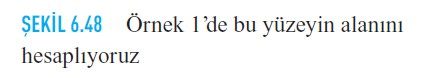 ŞEKİL 6.48 Örnek 1’de bu yüzeyin alanını
hesaplıyoruz